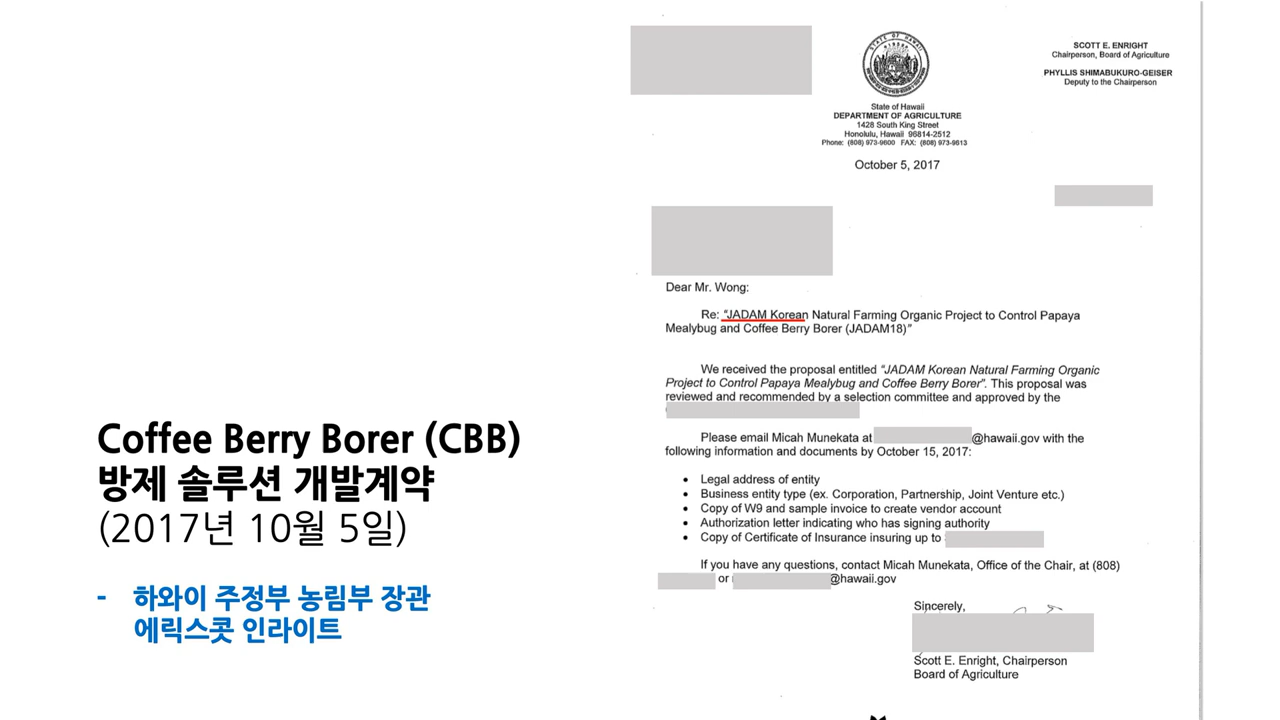 Coffee Berry Borer (CBB)
방제 솔루션 개발계약
(2017년 10월 5일)
- 하와이 주정부 농림부 장관
에릭스콧 인라이트
STATE OF HAWAII
SCOTT E. ENRIGHT
Chairperson, Board of Agriculture
PHYLLIS SHIMABUKURO-GEISER
Deputy to the Chairperson
State of Hawaii
DEPARTMENT OF AGRICULTURE
1428 South King Street
Honolulu, Hawaii 96814-2512
Phone: (808) 973-9600 FAX: (808) 973-9613
October 5, 2017
Dear Mr. Wong:
Re: "JADAM Korean Natural Farming Organic Project to Control Papaya
Mealybug and Coffee Berry Borer (JADAM18)"
We received the proposal entitled "JADAM Korean Natural Farming Organic
Project to Control Papaya Mealybug and Coffee Berry Borer". This proposal was
reviewed and recommended by a selection committee and approved by the
Please email Micah Munekata at @hawaii.gov with the
following information and documents by October 15, 2017:
• Legal address of entity
• Business entity type (ex. Corporation, Partnership, Joint Venture etc.)
• Copy of W9 and sample invoice to create vendor account
• Authorization letter indicating who has signing authority
• Copy of Certificate of Insurance insuring up to
If you have any questions, contact Micah Munekata, Office of the Chair, at (808)
or @hawaii.gov
Sincerely,
Scott E. Enright, Chairperson
Board of Agriculture